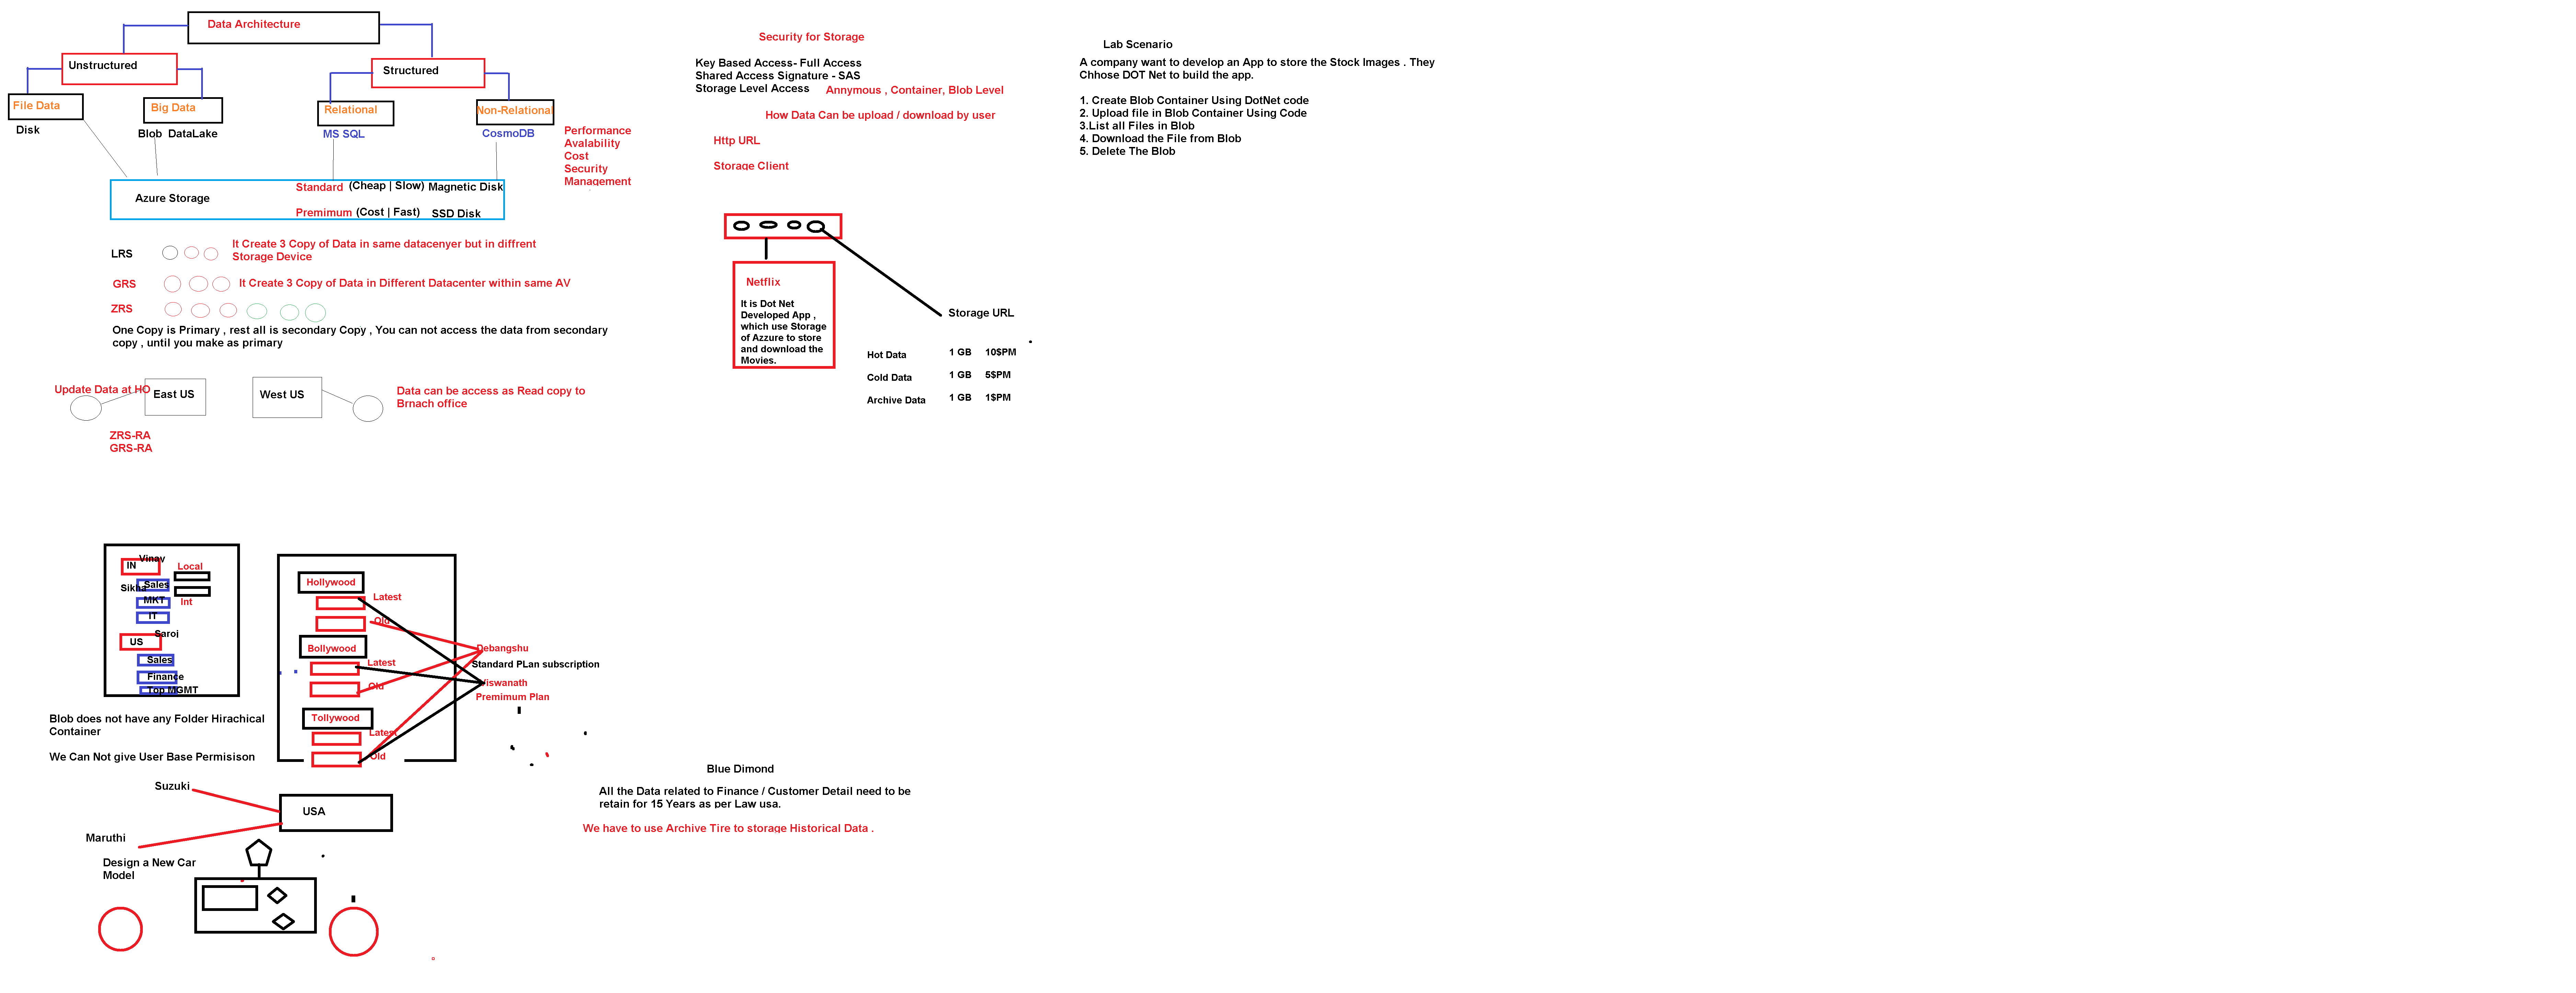 Data Architecture
Unstructured
Structured
File Data
Big Data
Relational
Non-Relational
Disk
Blob  DataLake
MS SQL
CosmoDB
Performance
Avalability
Cost
Security
Management
Azure Storage
Standard (Cheap | Slow) Magnetic Disk
Premimum (Cost | Fast) SSD Disk
LRS
It Create 3 Copy of Data in same datacenyer but in diffrent
Storage Device
GRS
It Create 3 Copy of Data in Different Datacenter within same AV
ZRS
One Copy is Primary , rest all is secondary Copy , You can not access the data from secondary
copy , until you make as primary
Update Data at HO
East US
West US
Data can be access as Read copy to
Brnach office
ZRS-RA
GRS-RA
Security for Storage
Key Based Access- Full Access
Shared Access Signature - SAS
Storage Level Access
Annymous , Container, Blob Level
How Data Can be upload / download by user
Http URL
Storage Client
Netflix
It is Dot Net
Developed App ,
which use Storage
of Azzure to store
and download the
Movies.
Storage URL
Hot Data 1 GB 10$PM
Cold Data 1 GB 5$PM
Archive Data 1 GB 1$PM
Lab Scenario
A company want to develop an App to store the Stock Images . They
Chhose DOT Net to build the app.
1. Create Blob Container Using DotNet code
2. Upload file in Blob Container Using Code
3.List all Files in Blob
4. Download the File from Blob
5. Delete The Blob
Vinay
IN
Local
Sikha
Sales
MKT
Int
IT
Saroj
US
Sales
Finance
Top MGMT
Hollywood
Latest
Old
Bollywood
Latest
Old
Tollywood
Latest
Old
Debangshu
Standard PLan subscription
Viswanath
Premimum Plan
Blob does not have any Folder Hirachical
Container
We Can Not give User Base Permisison
Suzuki
USA
Maruthi
Design a New Car
Model
Blue Dimond
All the Data related to Finance / Customer Detail need to be
retain for 15 Years as per Law usa.
We have to use Archive Tire to storage Historical Data .